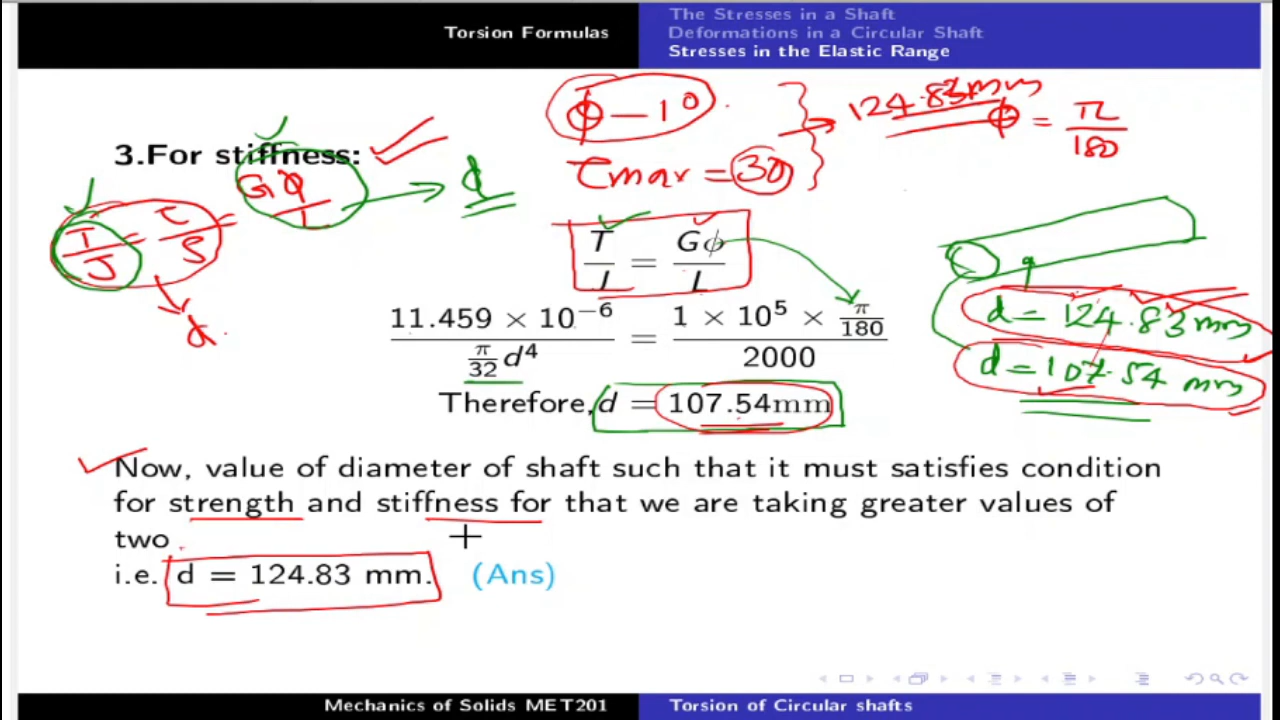 Torsion Formulas
The Stresses in a Shaft
Deformations in a Circular Shaft
Stresses in the Elastic Range
ϕ - 1°
τmax = 30
124.83mm
ϕ = π/180
3.For stiffness:
T/J = τ/S = Gϕ/L
d
d
T/J = Gϕ/L
11.459 × 10⁻⁶ / (π/32 d⁴) = 1 × 10⁵ × π/180 / 2000
d = 124.83 mm
d = 107.54 mm
Therefore, d = 107.54mm
Now, value of diameter of shaft such that it must satisfies condition
for strength and stiffness for that we are taking greater values of
two
i.e. d = 124.83 mm. (Ans)
Mechanics of Solids MET201
Torsion of Circular shafts